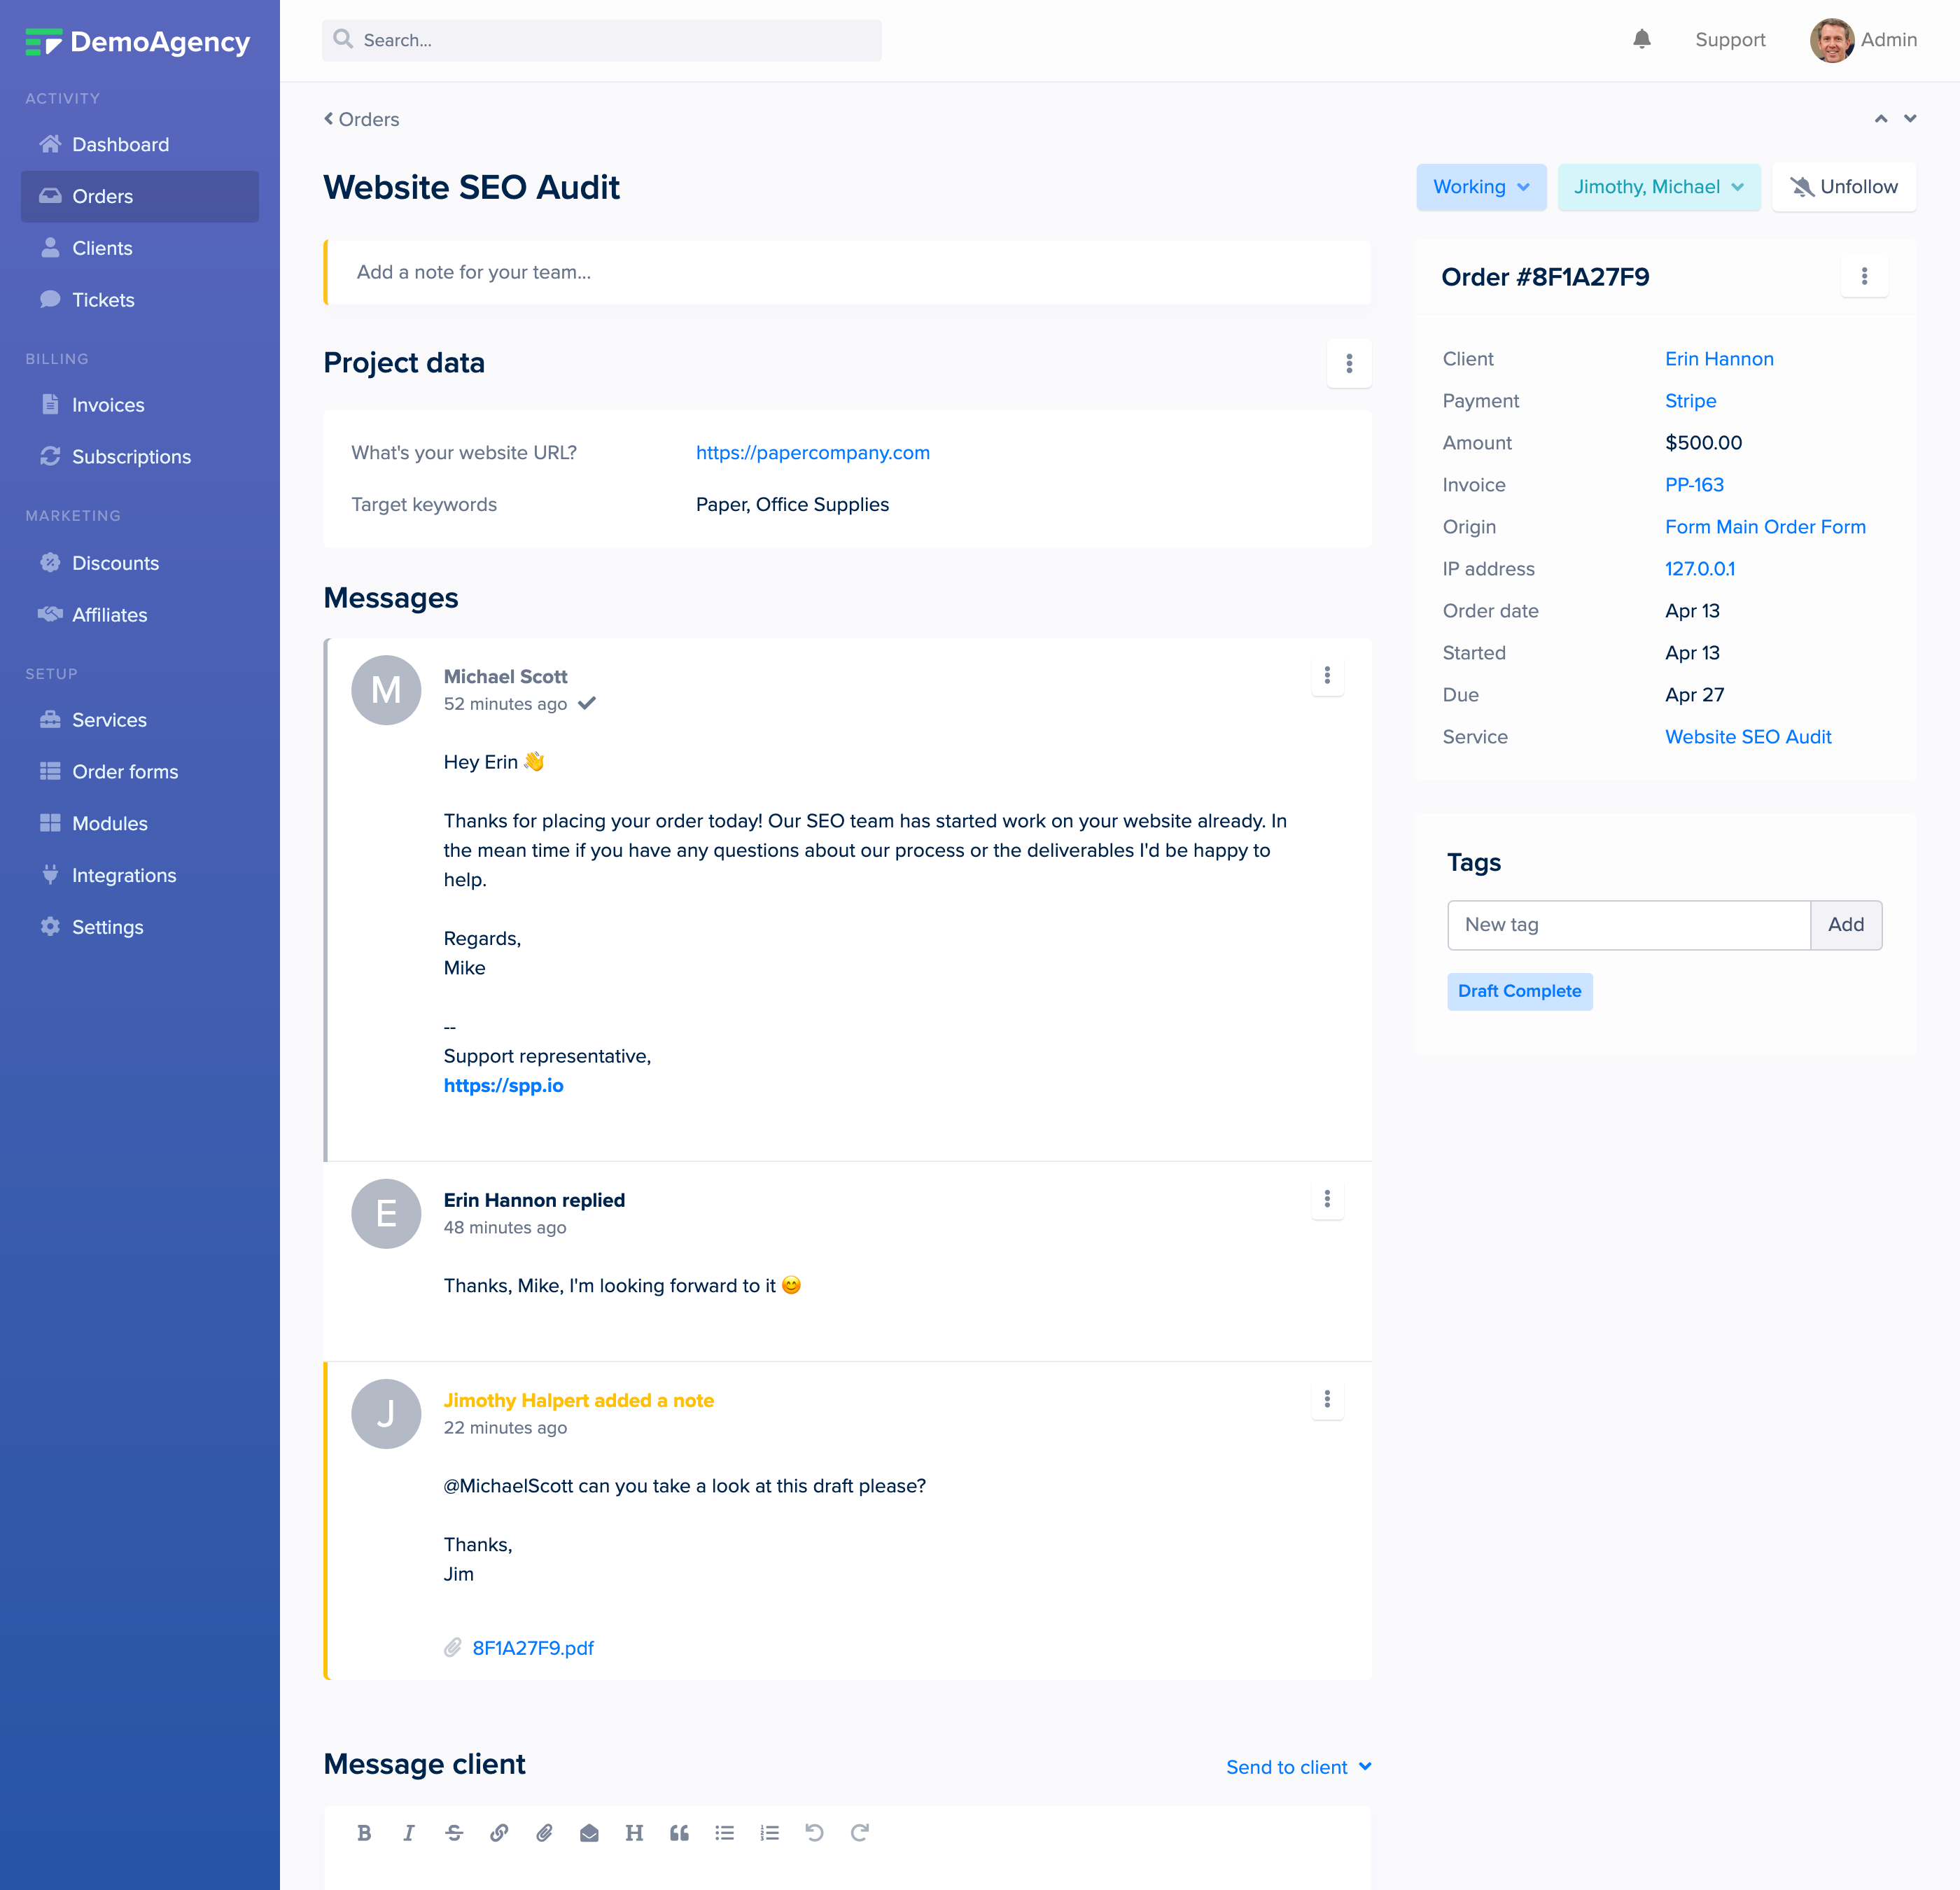 DemoAgency
ACTIVITY
Dashboard
Orders
Clients
Tickets
BILLING
Invoices
Subscriptions
MARKETING
Discounts
Affiliates
SETUP
Services
Order forms
Modules
Integrations
Settings
Search...
Support
Admin
Orders
Website SEO Audit
Working
Jimothy, Michael
Unfollow
Add a note for your team...
Project data
What's your website URL? https://papercompany.com
Target keywords Paper, Office Supplies
Messages
M
Michael Scott
52 minutes ago
Hey Erin 👋
Thanks for placing your order today! Our SEO team has started work on your website already. In
the mean time if you have any questions about our process or the deliverables I'd be happy to
help.
Regards,
Mike
--
Support representative,
https://spp.io
E
Erin Hannon replied
48 minutes ago
Thanks, Mike, I'm looking forward to it 😊
J
Jimothy Halpert added a note
22 minutes ago
@MichaelScott can you take a look at this draft please?
Thanks,
Jim
8F1A27F9.pdf
Message client
Send to client
B I S H
Order #8F1A27F9
Client Erin Hannon
Payment Stripe
Amount $500.00
Invoice PP-163
Origin Form Main Order Form
IP address 127.0.0.1
Order date Apr 13
Started Apr 13
Due Apr 27
Service Website SEO Audit
Tags
New tag Add
Draft Complete